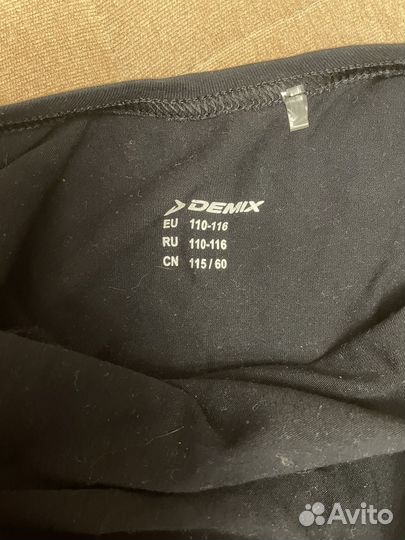 DEMIX
EU 110-116
RU 110-116
CN 115 / 60
Avito